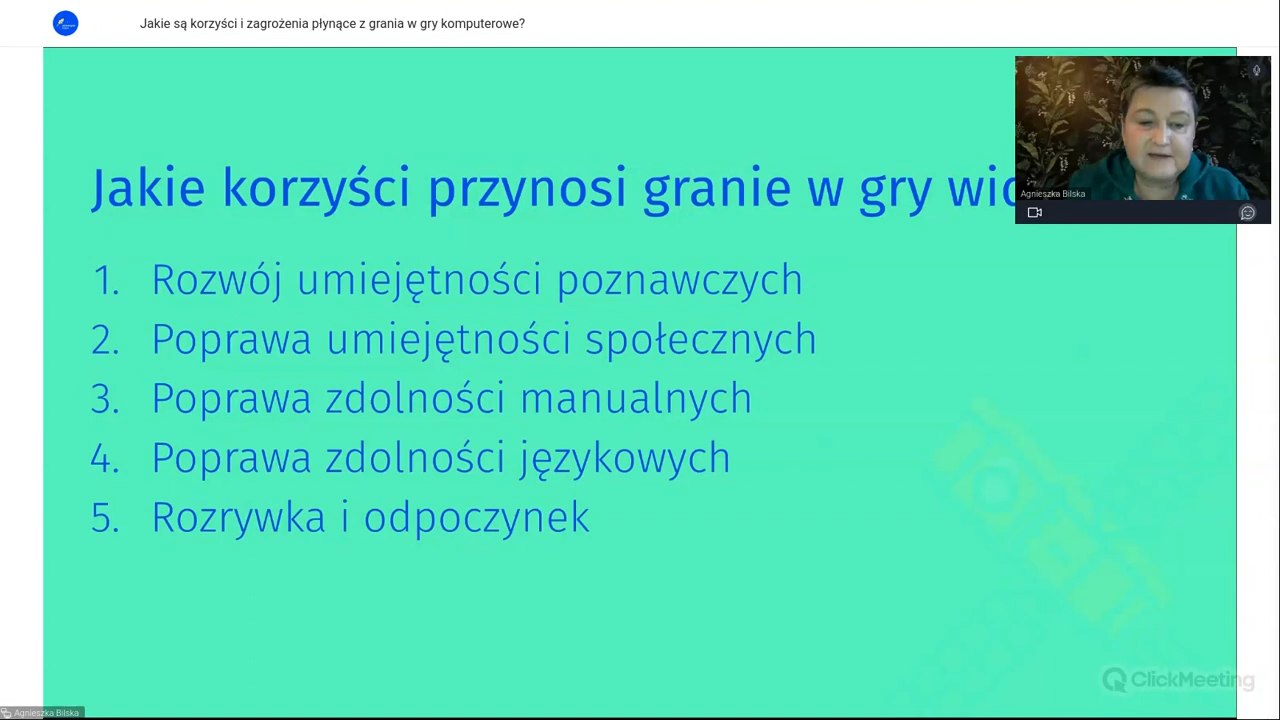 Jakie są korzyści i zagrożenia płynące z grania w gry komputerowe?
Jakie korzyści przynosi granie w gry
Agnieszka Bilska
1. Rozwój umiejętności poznawczych
2. Poprawa umiejętności społecznych
3. Poprawa zdolności manualnych
4. Poprawa zdolności językowych
5. Rozrywka i odpoczynek
ClickMeeting
Agnieszka Bilska